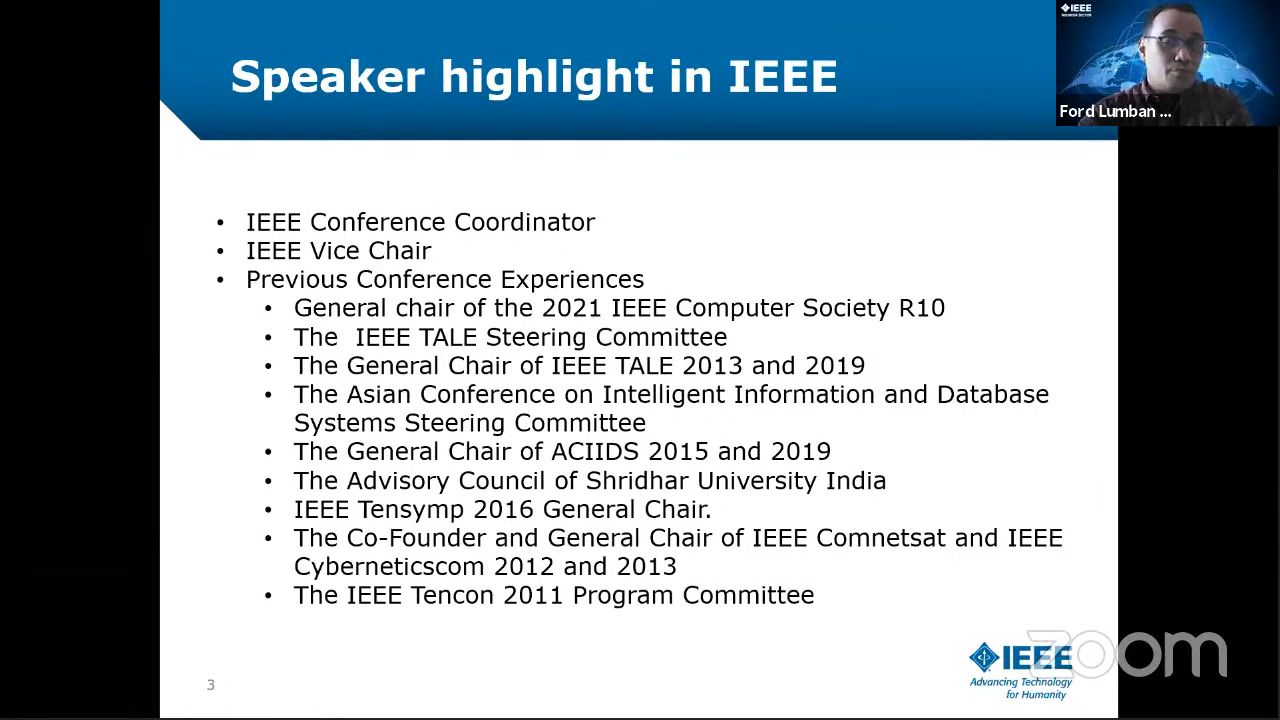 Speaker highlight in IEEE
IEEE
Ford Lumban ...
• IEEE Conference Coordinator
• IEEE Vice Chair
• Previous Conference Experiences
• General chair of the 2021 IEEE Computer Society R10
• The IEEE TALE Steering Committee
• The General Chair of IEEE TALE 2013 and 2019
• The Asian Conference on Intelligent Information and Database
Systems Steering Committee
• The General Chair of ACIIDS 2015 and 2019
• The Advisory Council of Shridhar University India
• IEEE Tensymp 2016 General Chair.
• The Co-Founder and General Chair of IEEE Comnetsat and IEEE
Cyberneticscom 2012 and 2013
• The IEEE Tencon 2011 Program Committee
3
IEEE
Advancing Technology
for Humanity
zoom